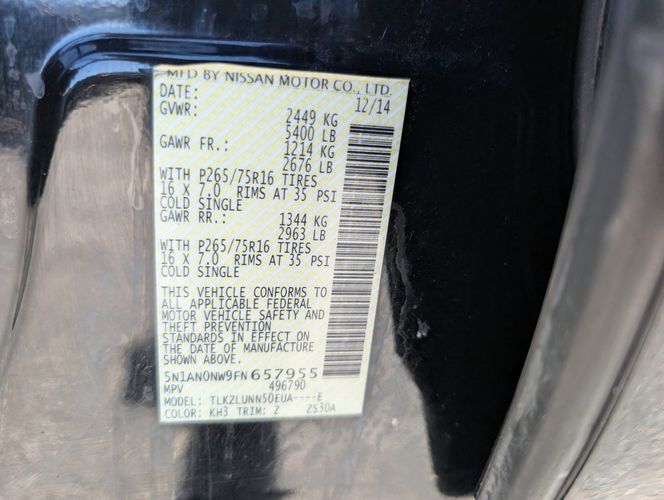 MFD BY NISSAN MOTOR CO., LTD.
DATE: 12/14
GVWR: 2449 KG
5400 LB
GAWR FR.: 1214 KG
2676 LB
WITH P265/75R16 TIRES
16 X 7.0 RIMS AT 35 PSI
COLD SINGLE
GAWR RR.: 1344 KG
2963 LB
WITH P265/75R16 TIRES
16 X 7.0 RIMS AT 35 PSI
COLD SINGLE
THIS VEHICLE CONFORMS TO
ALL APPLICABLE FEDERAL
MOTOR VEHICLE SAFETY AND
THEFT PREVENTION
STANDARDS IN EFFECT ON
THE DATE OF MANUFACTURE
SHOWN ABOVE.
5N1AN0NW9FN657955
MPV 496790
MODEL: TLKZLUNN50EUA----E
COLOR: KH3 TRIM: Z ZS30A